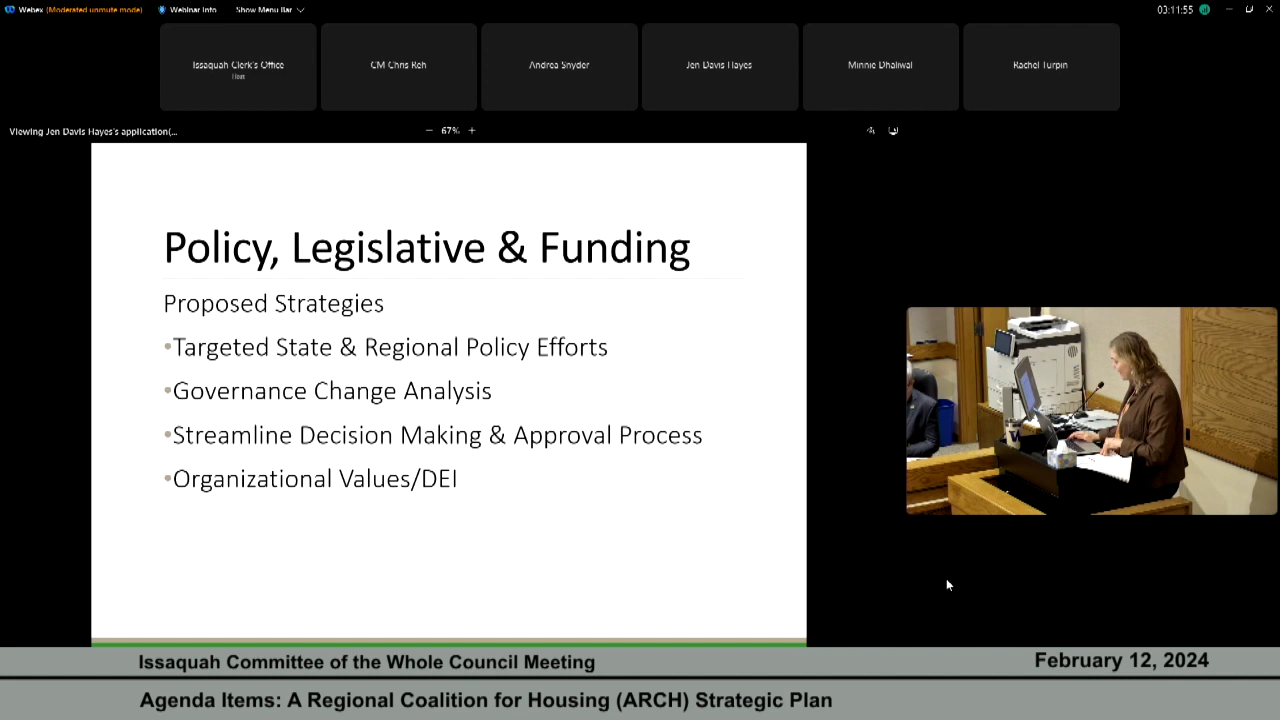 Webex (Moderated unmute mode) Webinar Info Show Menu Bar 03:11:55
Issaquah Clerk's Office
Host
CM Chris Reh
Andrea Snyder
Jen Davis Hayes
Minnie Dhaliwal
Rachel Turpin
Viewing Jen Davis Hayes's application(...
67%
Policy, Legislative & Funding
Proposed Strategies
•Targeted State & Regional Policy Efforts
•Governance Change Analysis
•Streamline Decision Making & Approval Process
•Organizational Values/DEI
Issaquah Committee of the Whole Council Meeting
February 12, 2024
Agenda Items: A Regional Coalition for Housing (ARCH) Strategic Plan